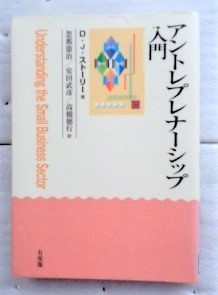 アントレプレナーシップ
入門
D・J・ストーリー 著
忽那憲治・安田武彦・高橋徳行 訳
Understanding the Small Business Sector
有斐閣